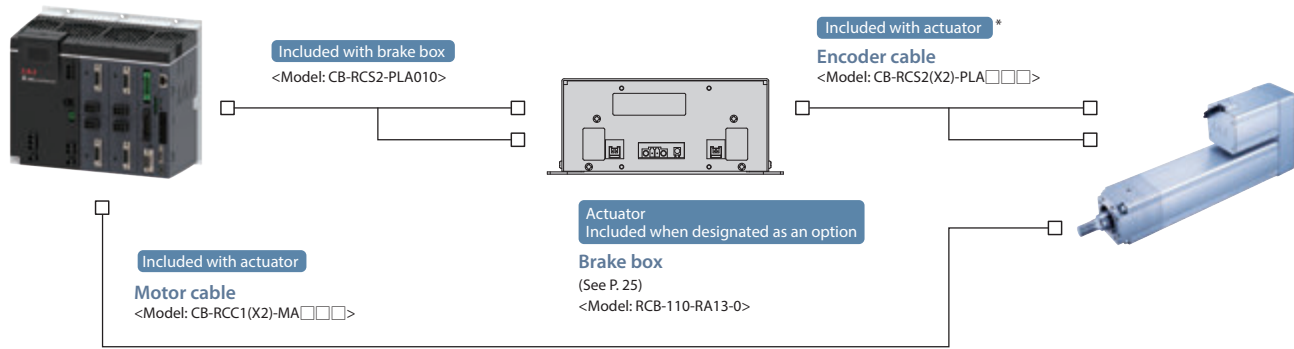 Included with brake box
<Model: CB-RCS2-PLA010>
Included with actuator *
Encoder cable
<Model: CB-RCS2(X2)-PLA□□□>
Included with actuator
Motor cable
<Model: CB-RCC1(X2)-MA□□□>
Actuator
Included when designated as an option
Brake box
(See P. 25)
<Model: RCB-110-RA13-0>